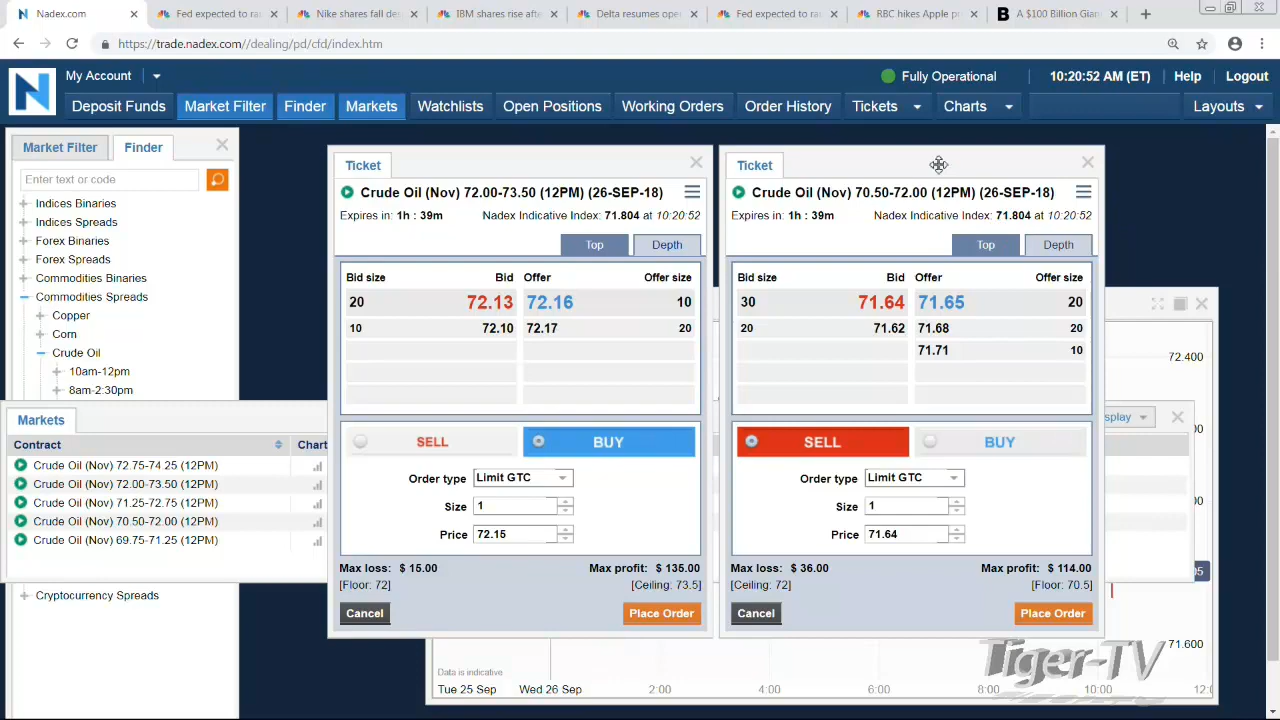 Nadex.com
Fed expected to ra
Nike shares fall de
IBM shares rise afte
Delta resumes ope
Fed expected to ra
RBC hikes Apple pr
A $100 Billion Gian
https://trade.nadex.com//dealing/pd/cfd/index.htm
My Account
Fully Operational
10:20:52 AM (ET)
Help
Logout
Deposit Funds
Market Filter
Finder
Markets
Watchlists
Open Positions
Working Orders
Order History
Tickets
Charts
Layouts
Market Filter
Finder
Enter text or code
Indices Binaries
Indices Spreads
Forex Binaries
Forex Spreads
Commodities Binaries
Commodities Spreads
Copper
Corn
Crude Oil
10am-12pm
8am-2:30pm
Markets
Contract
Chart
Crude Oil (Nov) 72.75-74.25 (12PM)
Crude Oil (Nov) 72.00-73.50 (12PM)
Crude Oil (Nov) 71.25-72.75 (12PM)
Crude Oil (Nov) 70.50-72.00 (12PM)
Crude Oil (Nov) 69.75-71.25 (12PM)
Cryptocurrency Spreads
Ticket
Crude Oil (Nov) 72.00-73.50 (12PM) (26-SEP-18)
Expires in: 1h : 39m
Nadex Indicative Index: 71.804 at 10:20:52
Top
Depth
Bid size
Bid
Offer
Offer size
20
72.13
72.16
10
10
72.10
72.17
20
SELL
BUY
Order type
Limit GTC
Size
1
Price
72.15
Max loss: $ 15.00
Max profit: $ 135.00
[Floor: 72]
[Ceiling: 73.5]
Cancel
Place Order
Ticket
Crude Oil (Nov) 70.50-72.00 (12PM) (26-SEP-18)
Expires in: 1h : 39m
Nadex Indicative Index: 71.804 at 10:20:52
Top
Depth
Bid size
Bid
Offer
Offer size
30
71.64
71.65
20
20
71.62
71.68
20
71.71
10
SELL
BUY
Order type
Limit GTC
Size
1
Price
71.64
Max loss: $ 36.00
Max profit: $ 114.00
[Ceiling: 72]
[Floor: 70.5]
Cancel
Place Order
72.400
splay
71.600
Data is indicative
Tue 25 Sep
Wed 26 Sep
2:00
4:00
6:00
8:00
10:00
12:
Tiger-TV